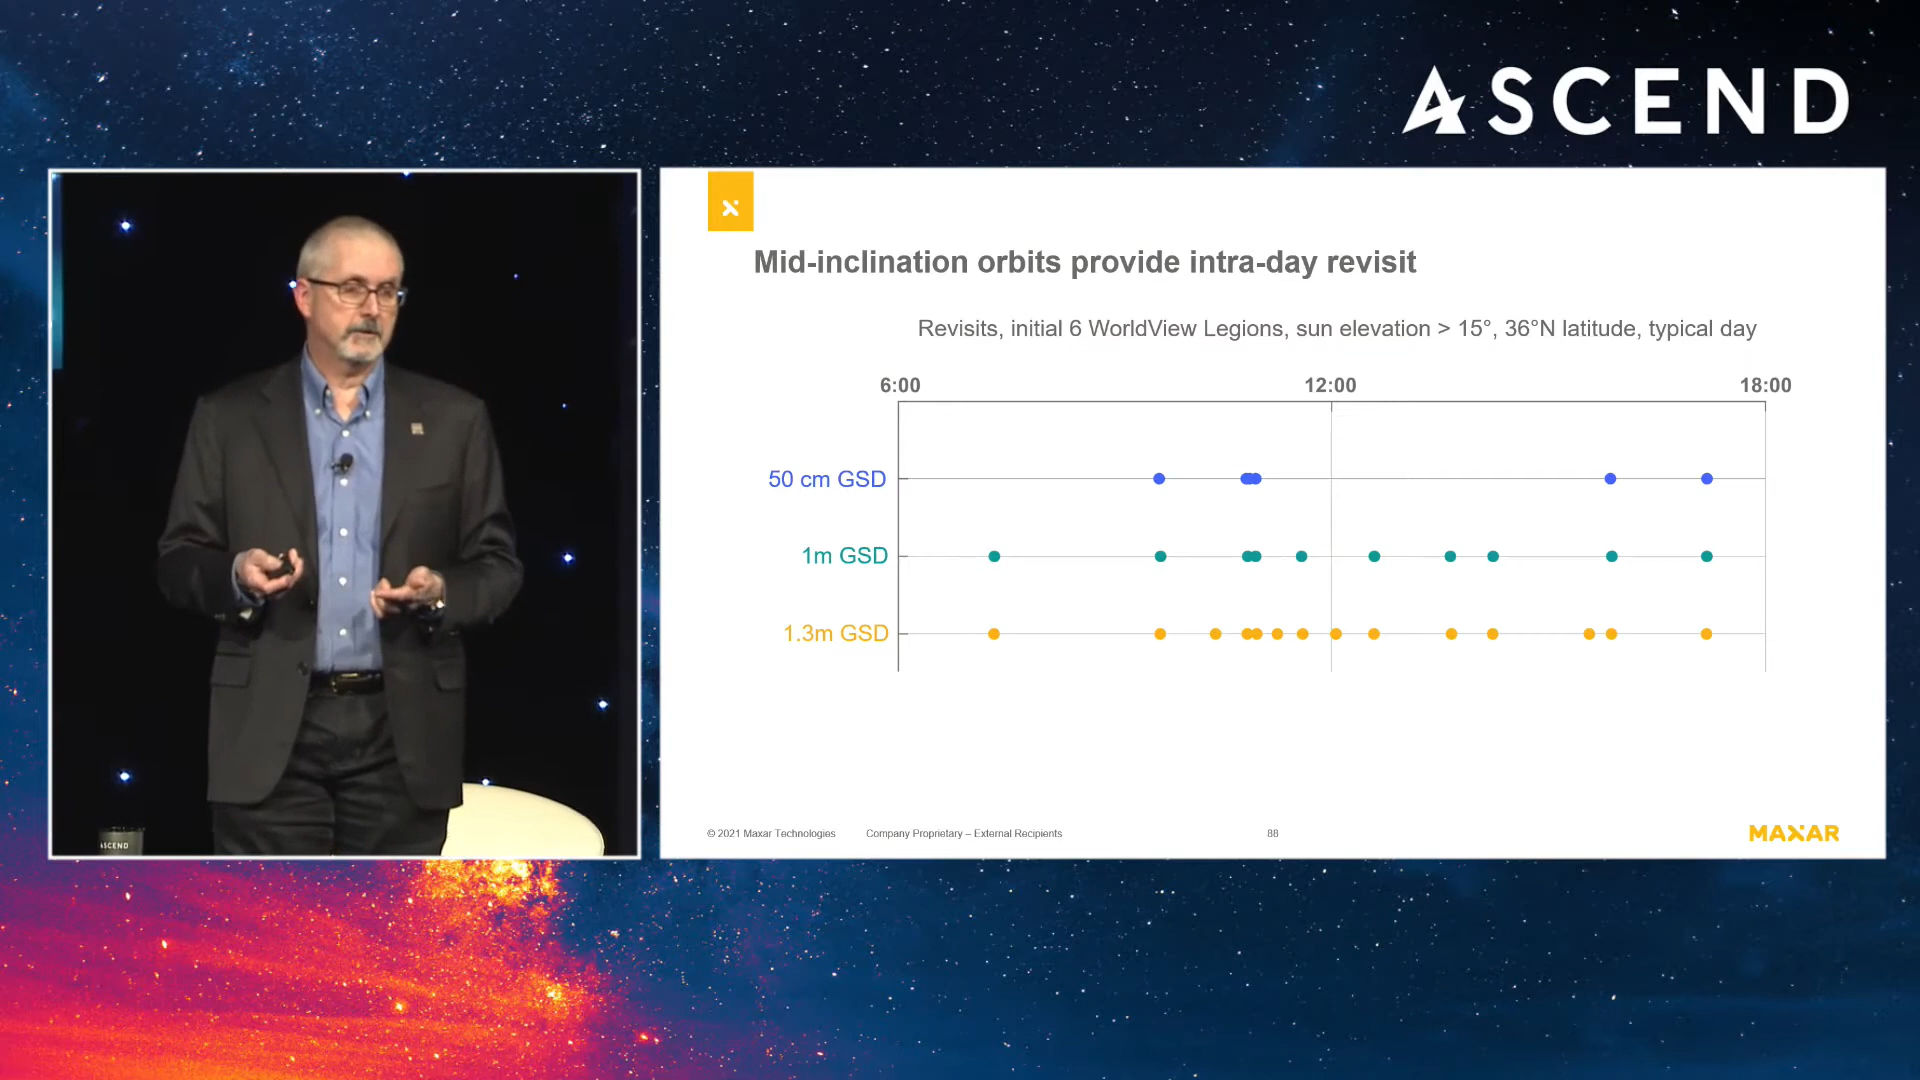 ASCEND
Mid-inclination orbits provide intra-day revisit
Revisits, initial 6 WorldView Legions, sun elevation > 15°, 36°N latitude, typical day
6:00 12:00 18:00
50 cm GSD
1m GSD
1.3m GSD
© 2021 Maxar Technologies Company Proprietary – External Recipients 88 MAXAR
ASCEND